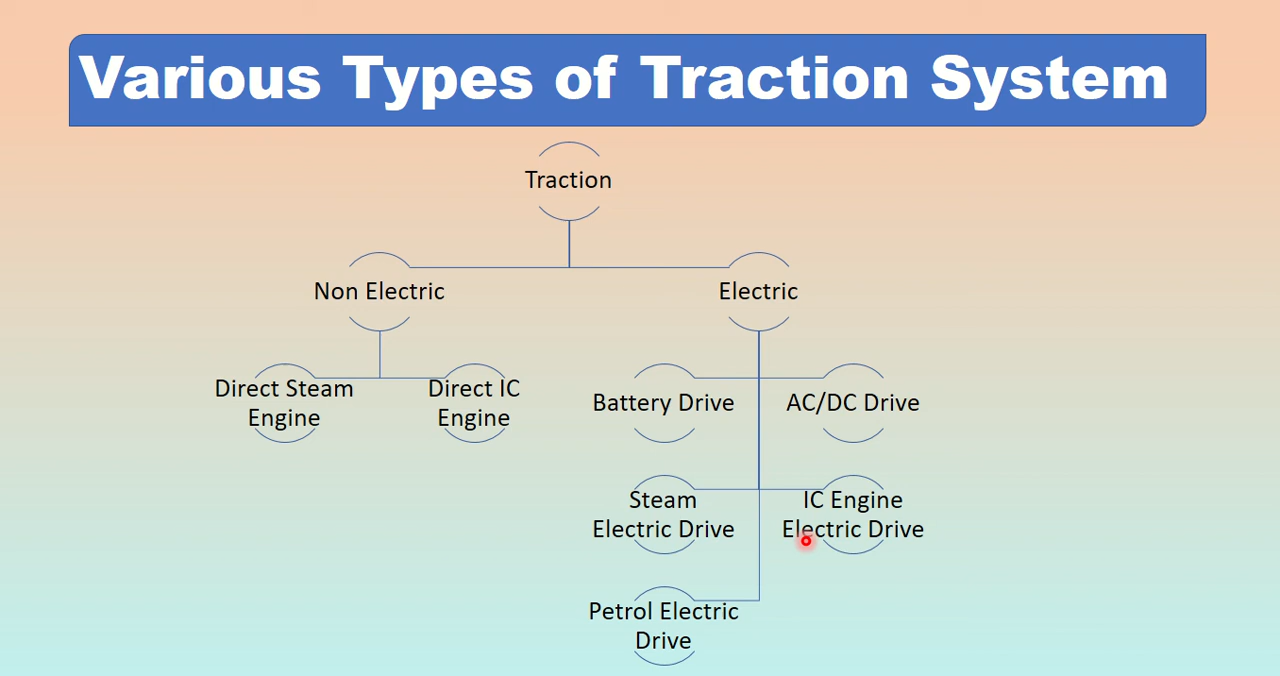 Various Types of Traction System
Traction
Non Electric
Electric
Direct Steam
Engine
Direct IC
Engine
Battery Drive
AC/DC Drive
Steam
Electric Drive
IC Engine
Electric Drive
Petrol Electric
Drive